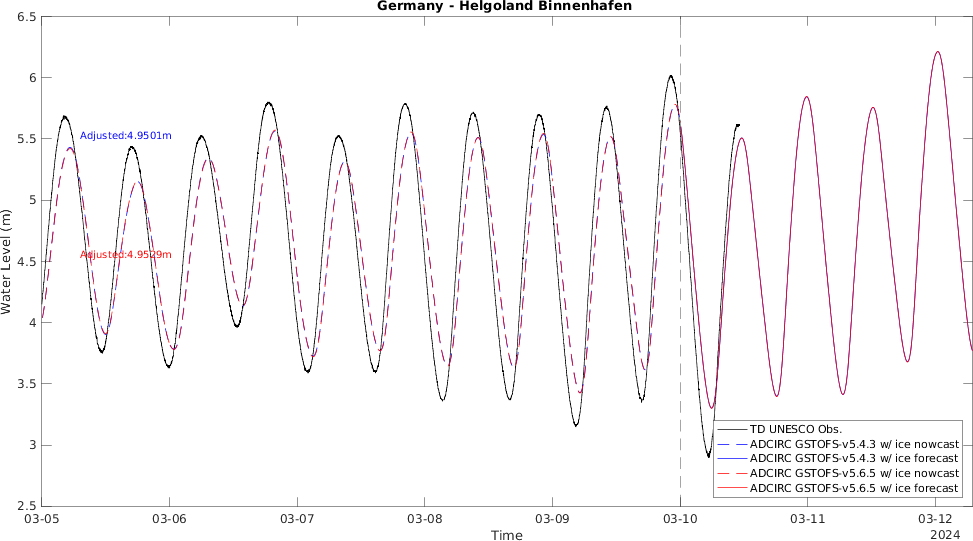 Germany - Helgoland Binnenhafen
6.5
6
5.5
5
4.5
4
3.5
3
2.5
Water Level (m)
Adjusted:4.9501m
Adjusted:4.9529m
TD UNESCO Obs.
ADCIRC GSTOFS-v5.4.3 w/ ice nowcast
ADCIRC GSTOFS-v5.4.3 w/ ice forecast
ADCIRC GSTOFS-v5.6.5 w/ ice nowcast
ADCIRC GSTOFS-v5.6.5 w/ ice forecast
03-05 03-06 03-07 03-08 03-09 03-10 03-11 03-12
Time
2024